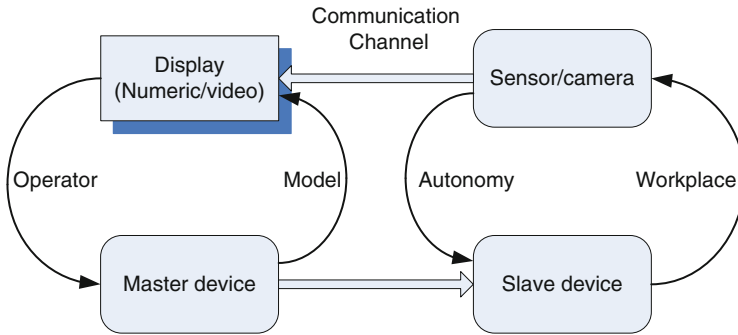 Communication
Channel
Display
(Numeric/video)
Sensor/camera
Operator
Model
Autonomy
Workplace
Master device
Slave device